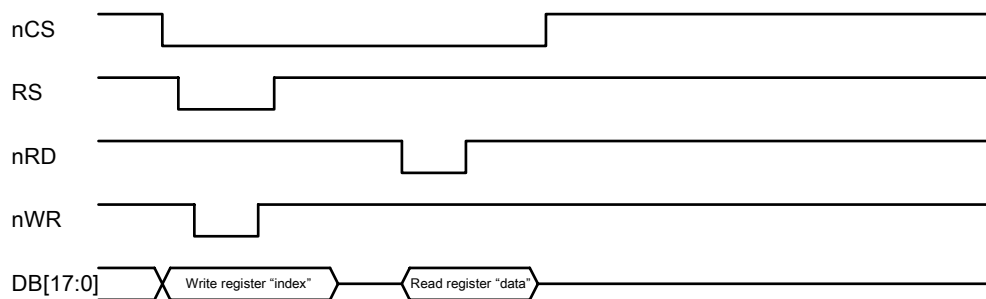 nCS
RS
nRD
nWR
DB[17:0] Write register “index” Read register “data”